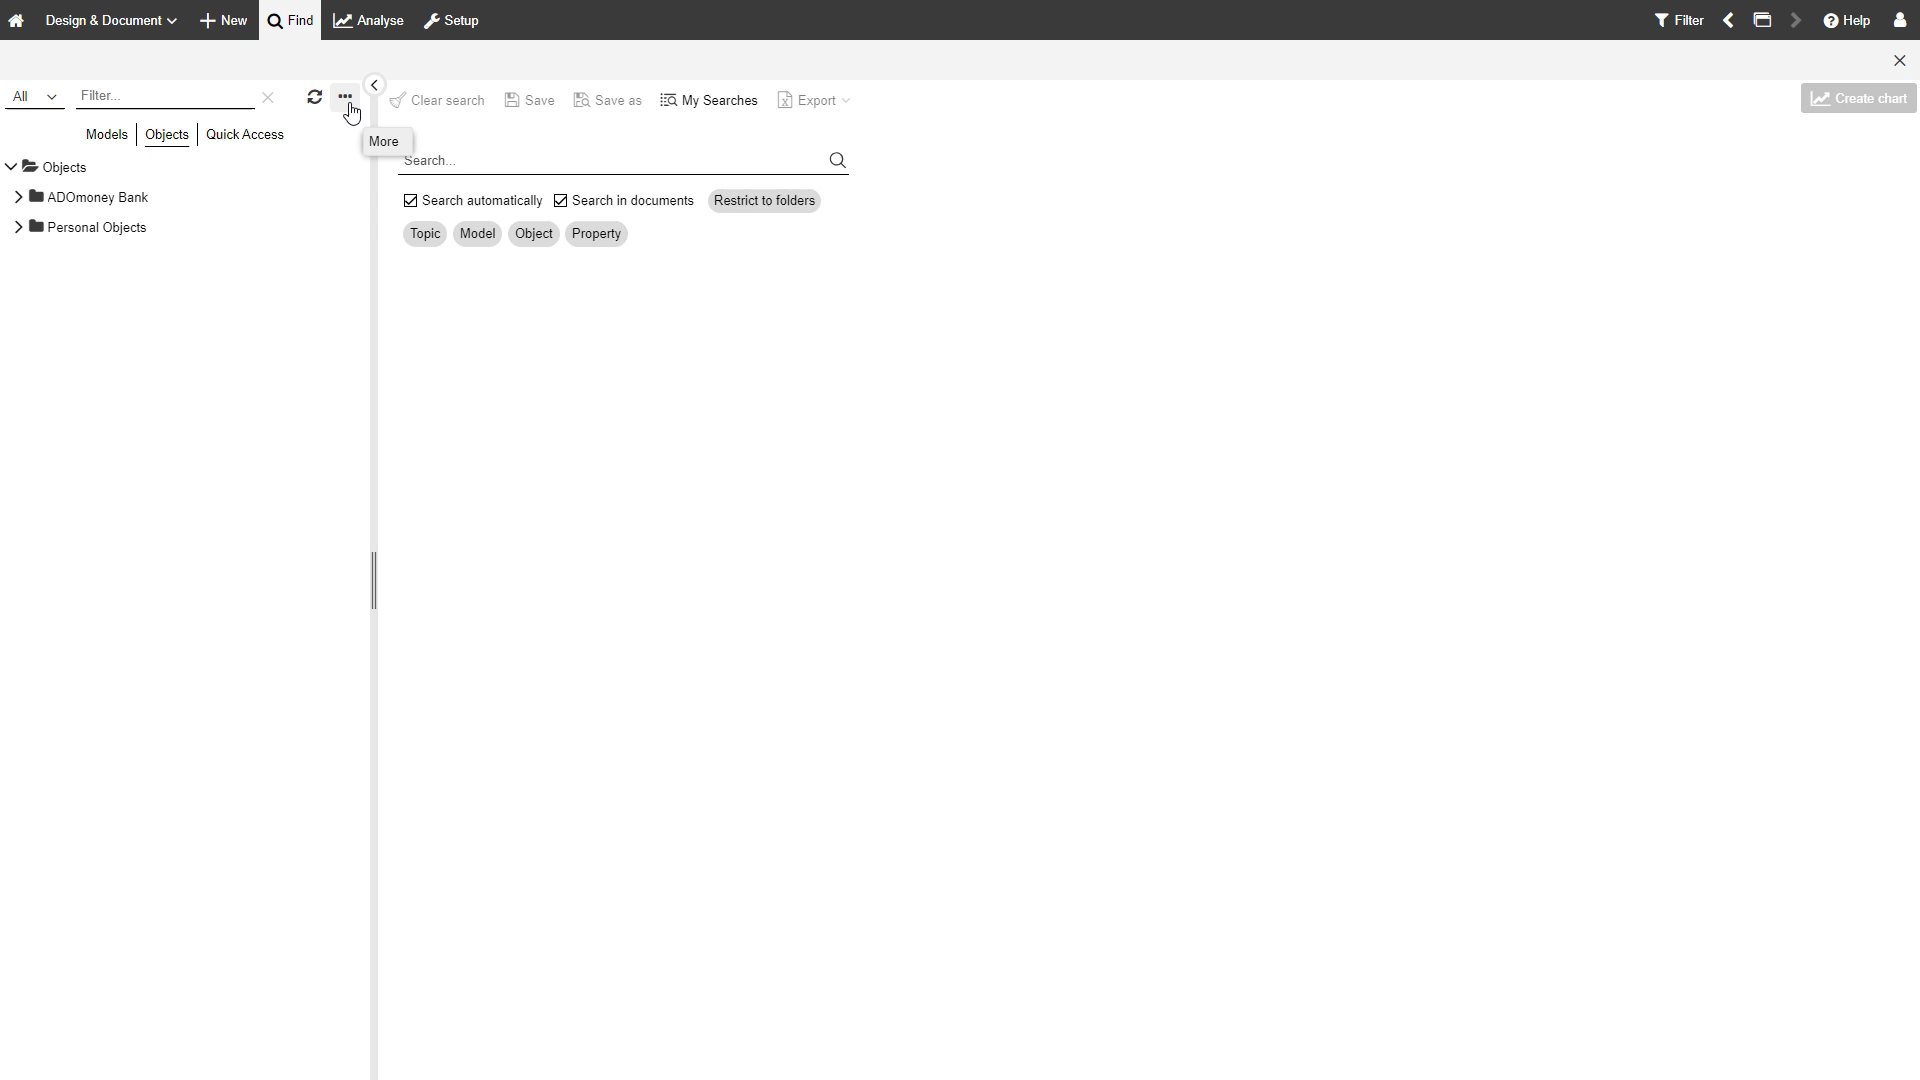 Design & Document New Find Analyse Setup Filter Help
All Filter... Clear search Save Save as My Searches Export Create chart
Models Objects Quick Access
More
Search...
Objects
ADOmoney Bank
Personal Objects
Search automatically Search in documents Restrict to folders
Topic Model Object Property